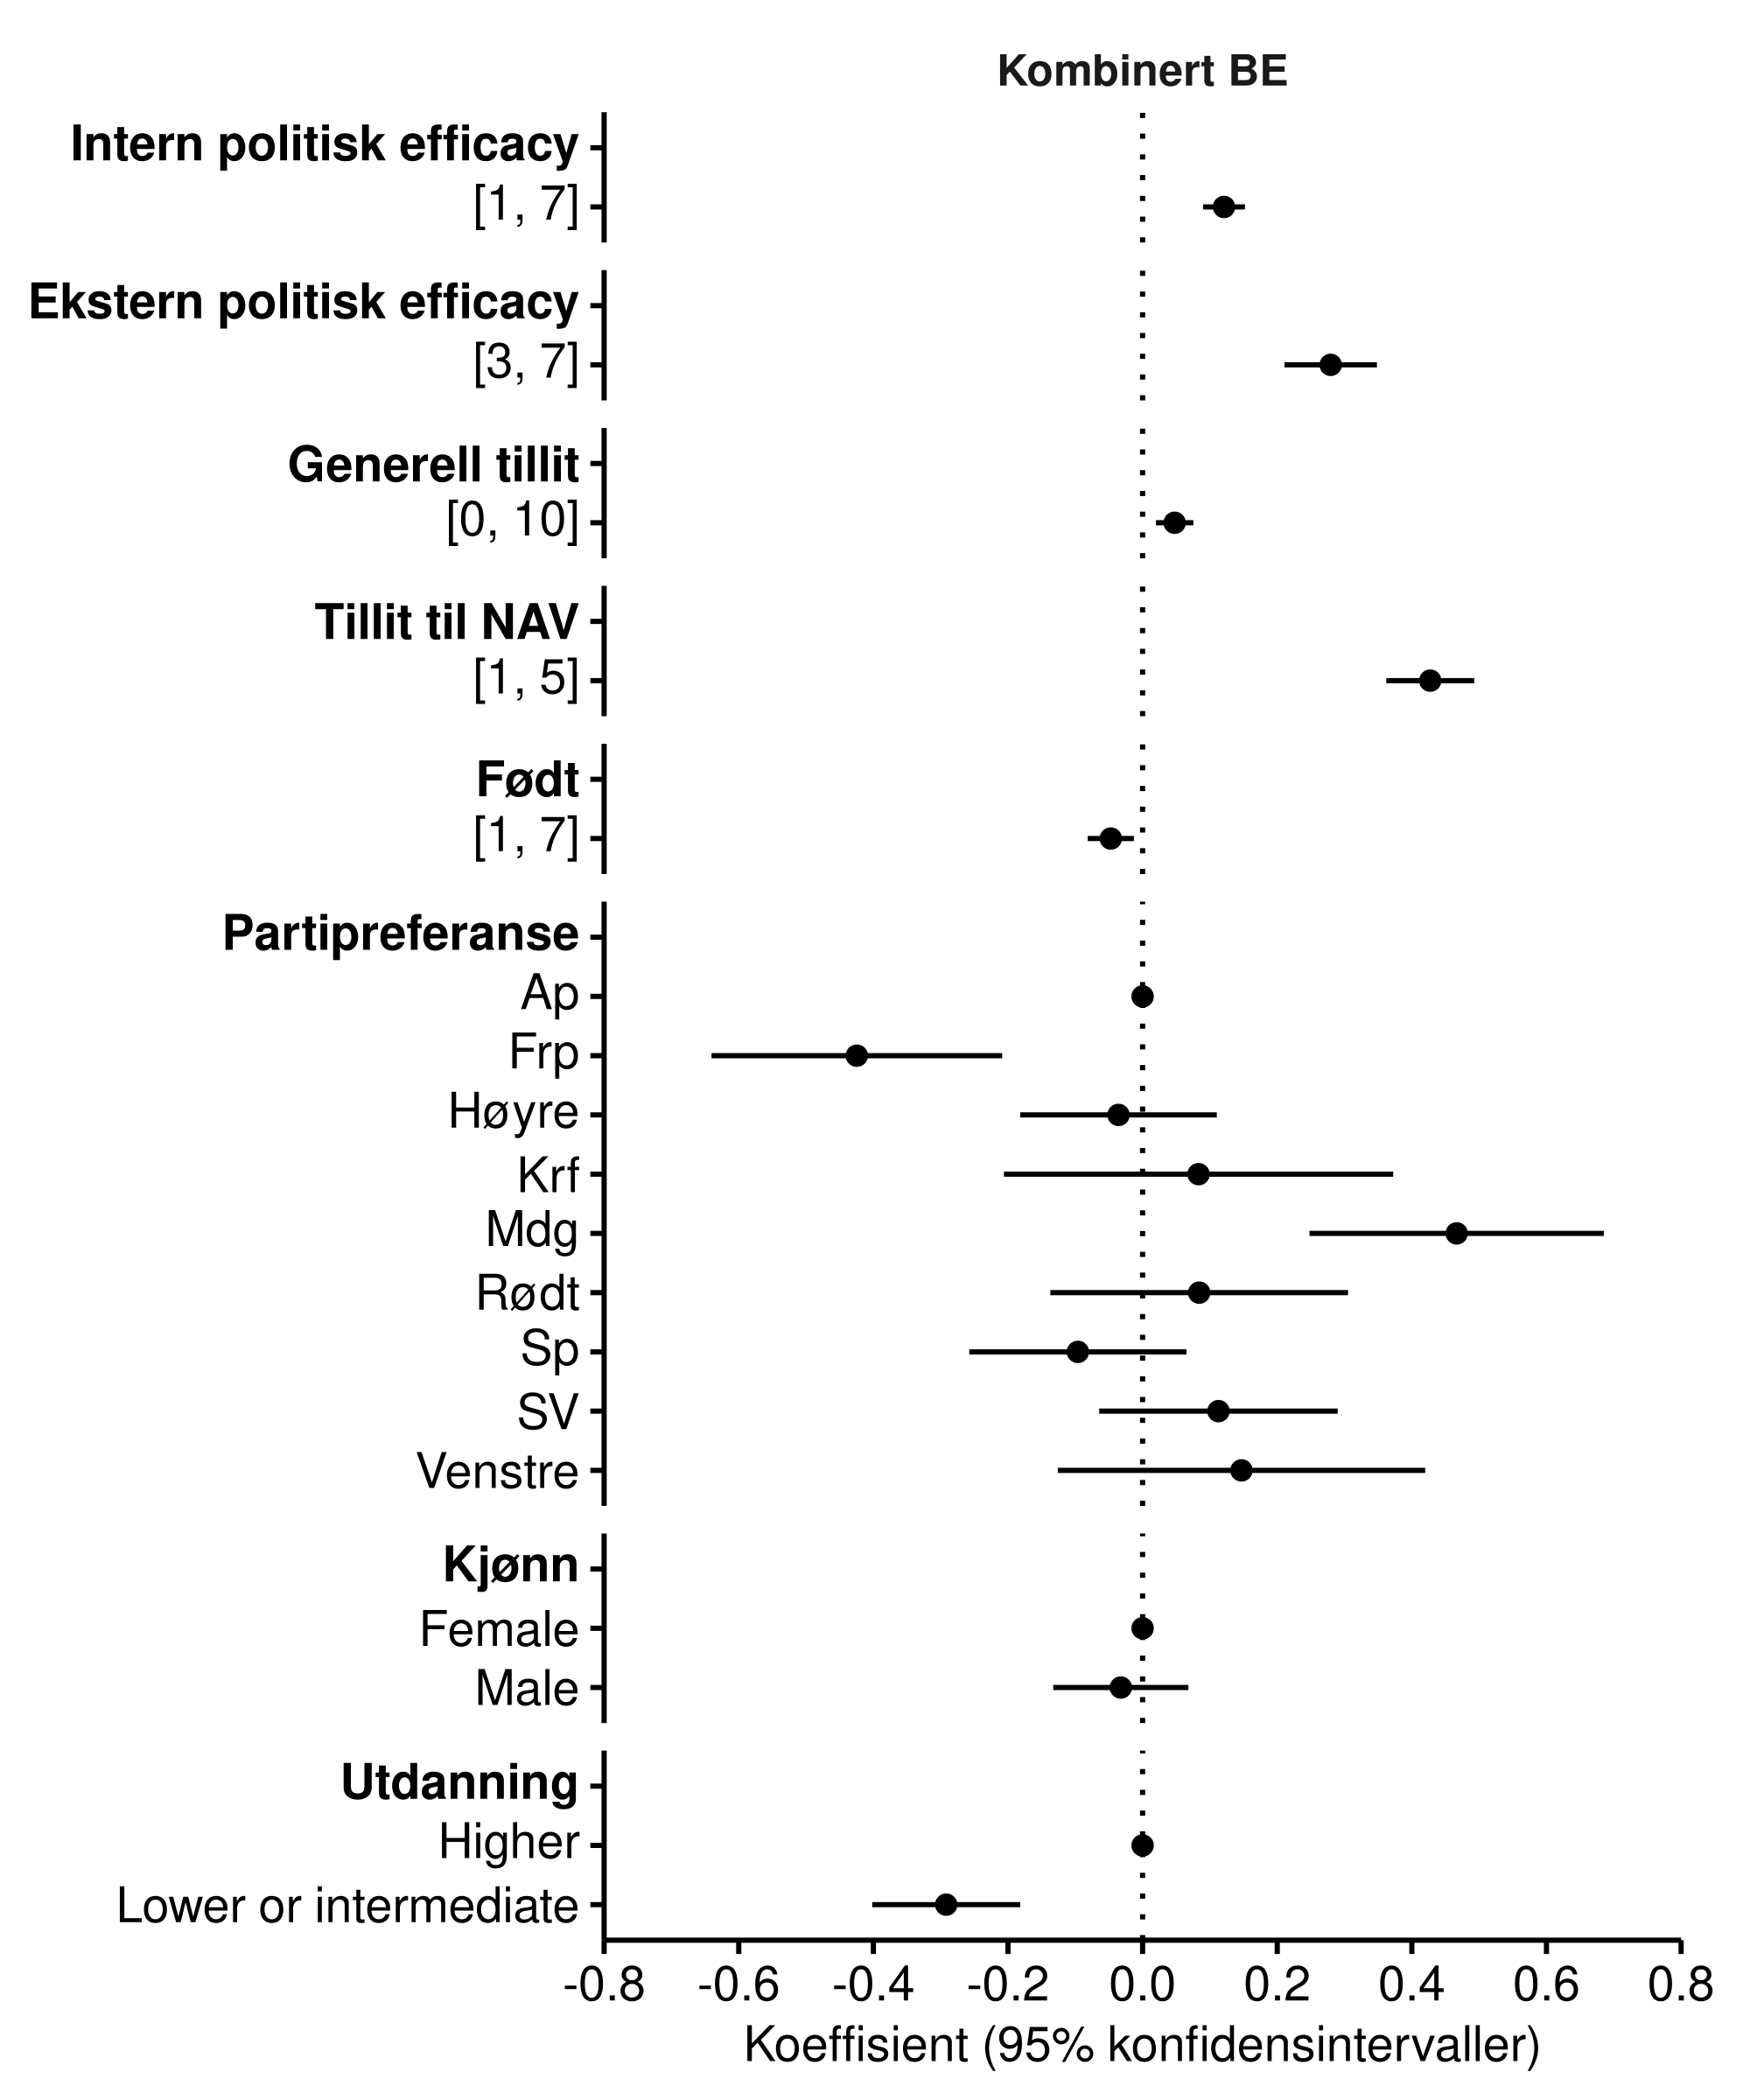 Kombinert BE
Intern politisk efficacy
[1, 7]
Ekstern politisk efficacy
[3, 7]
Generell tillit
[0, 10]
Tillit til NAV
[1, 5]
Født
[1, 7]
Partipreferanse
Ap
Frp
Høyre
Krf
Mdg
Rødt
Sp
SV
Venstre
Kjønn
Female
Male
Utdanning
Higher
Lower or intermediate
-0.8 -0.6 -0.4 -0.2 0.0 0.2 0.4 0.6 0.8
Koeffisient (95% konfidensintervaller)